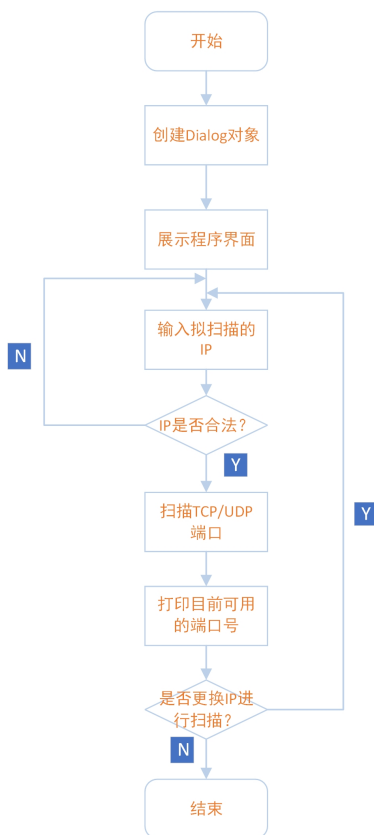 开始
创建Dialog对象
展示程序界面
输入拟扫描的
IP
N
IP是否合法？
Y
扫描TCP/UDP
端口
Y
打印目前可用
的端口号
是否更换IP进
行扫描？
N
结束